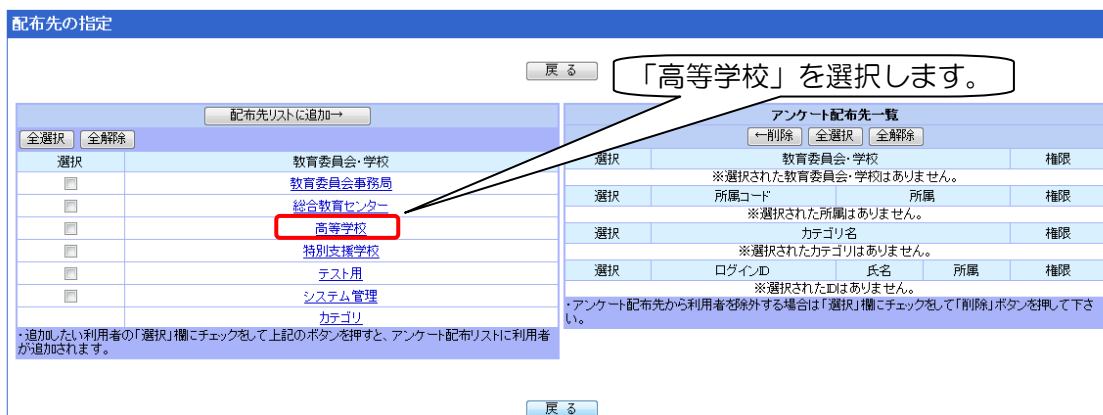 配布先の指定
戻 る
「高等学校」を選択します。
配布先リストに追加→
全選択 全解除
選択 教育委員会・学校
教育委員会事務局
総合教育センター
高等学校
特別支援学校
テスト用
システム管理
カテゴリ
・追加したい利用者の「選択」欄にチェックをして上記のボタンを押すと、アンケート配布リストに利用者
が追加されます。
アンケート配布先一覧
←削除 全選択 全解除
選択 教育委員会・学校 権限
※選択された教育委員会・学校はありません。
選択 所属コード 所属 権限
※選択された所属はありません。
選択 カテゴリ名 権限
※選択されたカテゴリはありません。
選択 ログインID 氏名 所属 権限
※選択されたIDはありません。
・アンケート配布先から利用者を除外する場合は「選択」欄にチェックをして「削除」ボタンを押して下さ
い。
戻 る